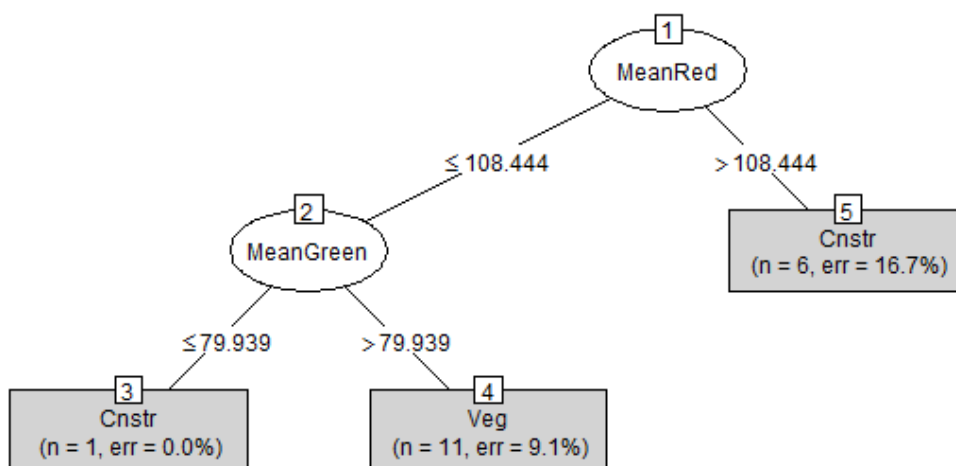 1
MeanRed
≤ 108.444
> 108.444
2
MeanGreen
5
Cnstr
(n = 6, err = 16.7%)
≤ 79.939
> 79.939
3
Cnstr
(n = 1, err = 0.0%)
4
Veg
(n = 11, err = 9.1%)